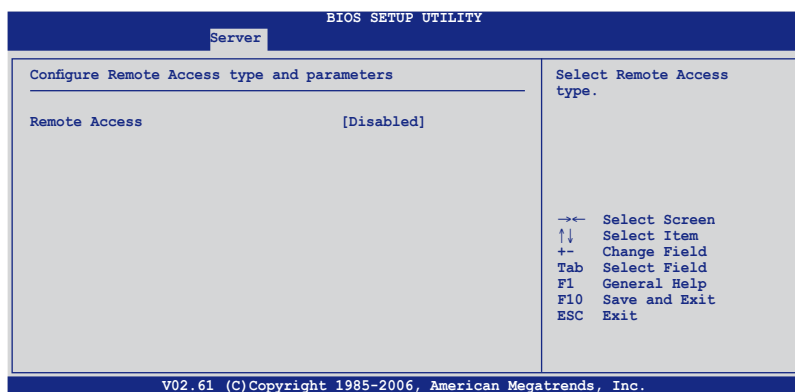 BIOS SETUP UTILITY
Server
Configure Remote Access type and parameters
Remote Access [Disabled]
Select Remote Access
type.
→← Select Screen
↑↓ Select Item
+- Change Field
Tab Select Field
F1 General Help
F10 Save and Exit
ESC Exit
V02.61 (C)Copyright 1985-2006, American Megatrends, Inc.